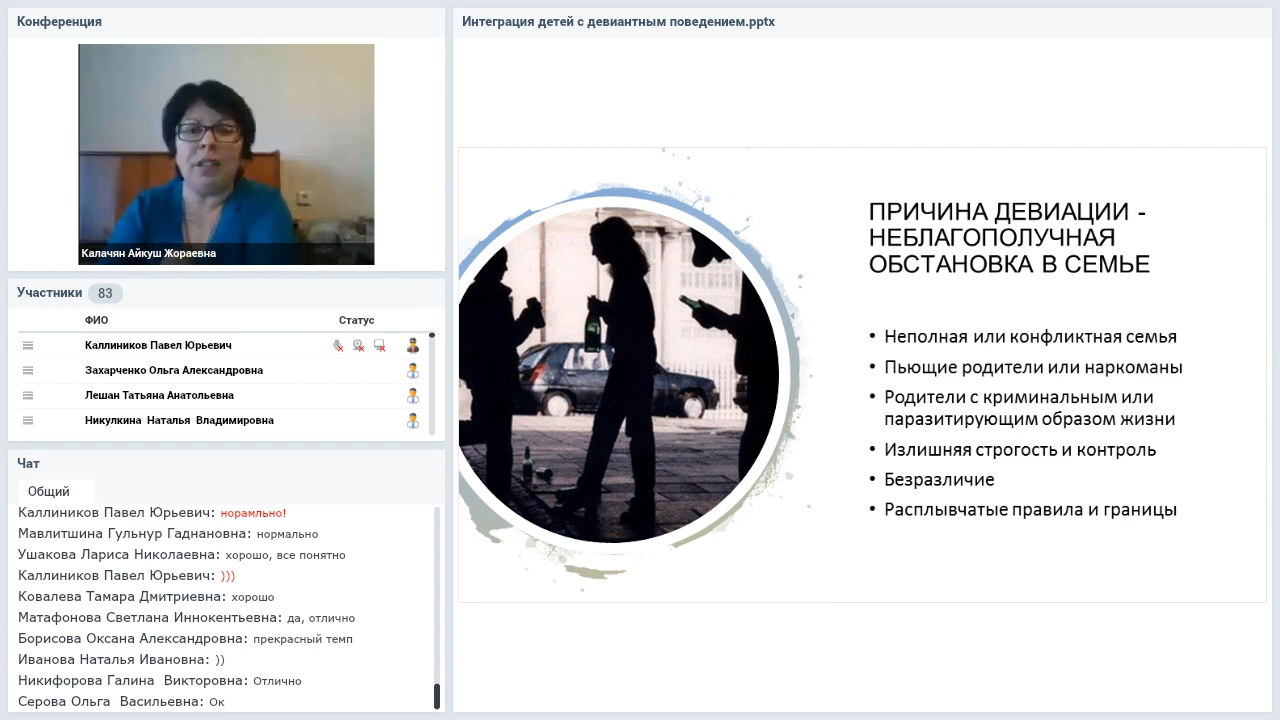 Конференция
Калачян Айкуш Жораевна
Участники 83
ФИО Статус
Каллиников Павел Юрьевич
Захарченко Ольга Александровна
Лешан Татьяна Анатольевна
Никулкина Наталья Владимировна
Чат
Общий
Каллиников Павел Юрьевич: норамльно!
Мавлитшина Гульнур Гаднановна: нормально
Ушакова Лариса Николаевна: хорошо, все понятно
Каллиников Павел Юрьевич: )))
Ковалева Тамара Дмитриевна: хорошо
Матафонова Светлана Иннокентьевна: да, отлично
Борисова Оксана Александровна: прекрасный темп
Иванова Наталья Ивановна: ))
Никифорова Галина Викторовна: Отлично
Серова Ольга Васильевна: Ок
Интеграция детей с девиантным поведением.pptx
ПРИЧИНА ДЕВИАЦИИ -
НЕБЛАГОПОЛУЧНАЯ
ОБСТАНОВКА В СЕМЬЕ
• Неполная или конфликтная семья
• Пьющие родители или наркоманы
• Родители с криминальным или
паразитирующим образом жизни
• Излишняя строгость и контроль
• Безразличие
• Расплывчатые правила и границы